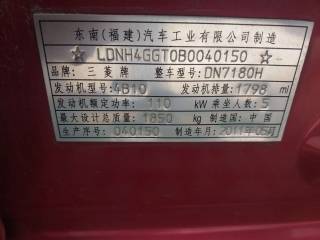 东南(福建)汽车工业有限公司制造
☆ LDNH4GGT0B0040150 ☆
品牌: 三菱牌 整车型号: DN7180H
发动机型号: 4B10 发动机排量: 1798 ml
发动机额定功率: 110 kW 乘坐人数: 5
最大设计总质量: 1850 kg 制造国: 中国
生产序号: 040150 制造年月: 2011年05月